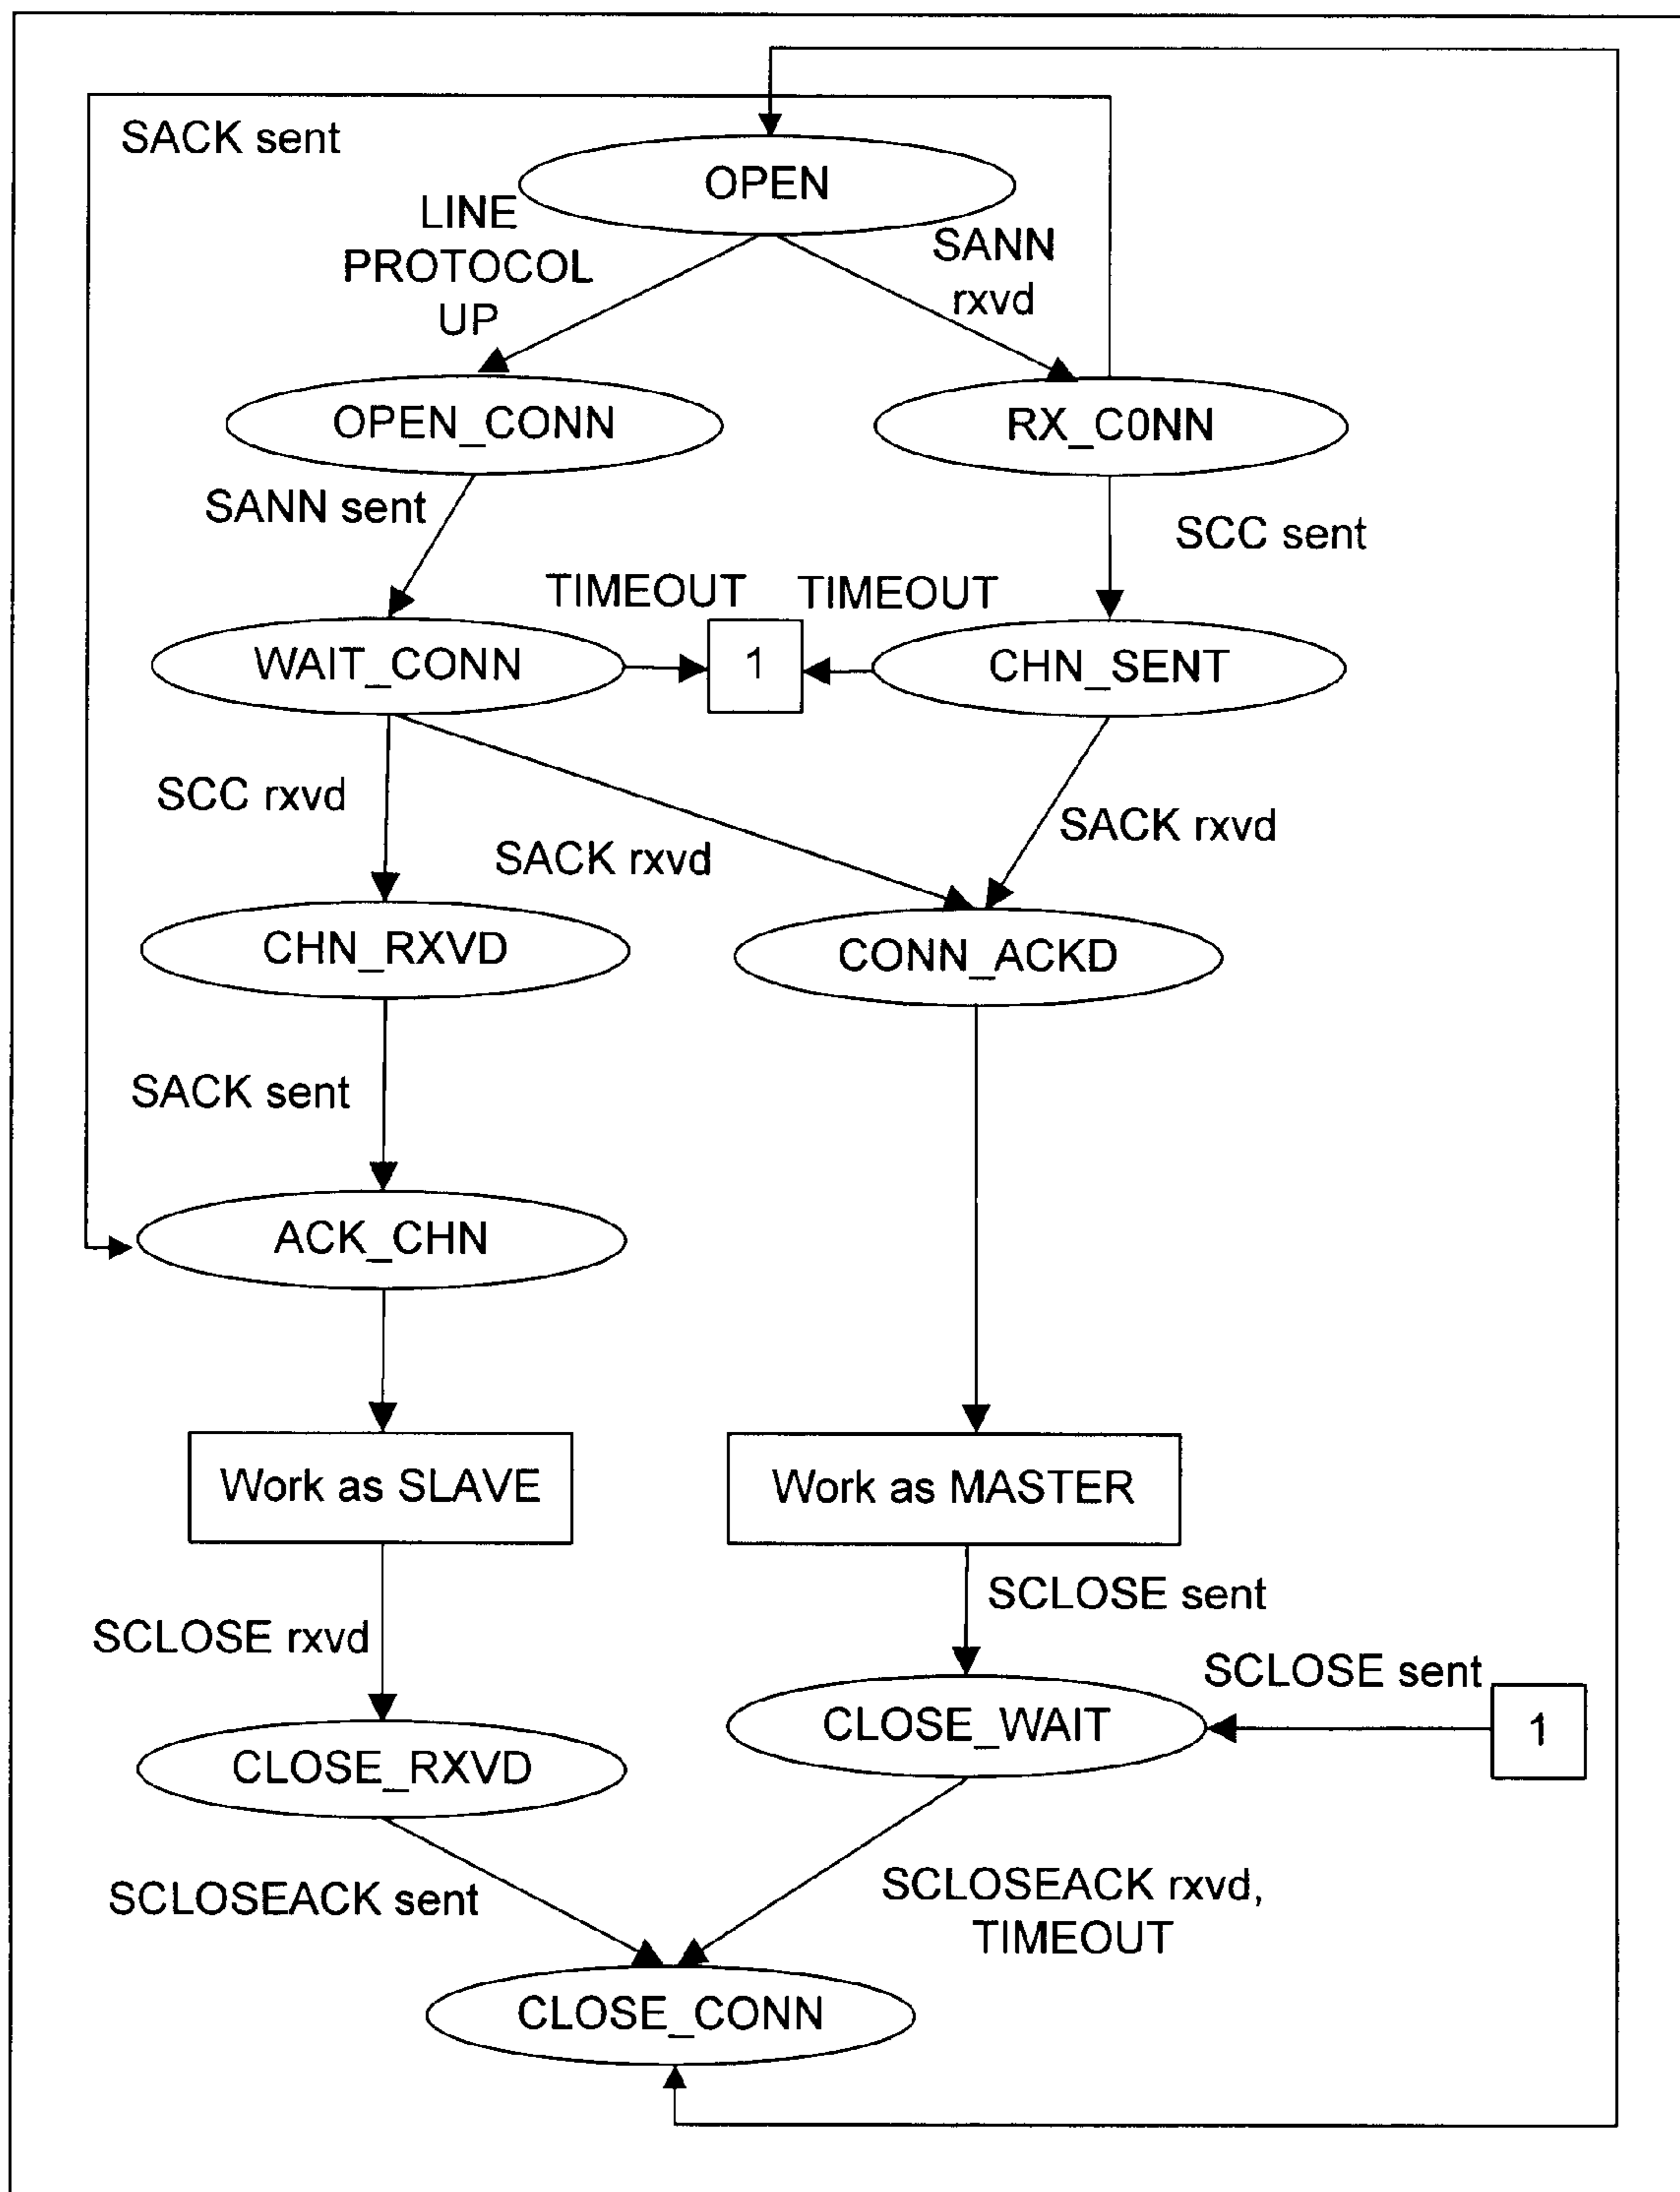 SACK sent
OPEN
LINE
PROTOCOL
UP
SANN
rxvd
OPEN_CONN
RX_C0NN
SANN sent
SCC sent
TIMEOUT
TIMEOUT
WAIT_CONN
1
CHN_SENT
SCC rxvd
SACK rxvd
SACK rxvd
CHN_RXVD
CONN_ACKD
SACK sent
ACK_CHN
Work as SLAVE
Work as MASTER
SCLOSE sent
SCLOSE rxvd
SCLOSE sent
CLOSE_WAIT
1
CLOSE_RXVD
SCLOSEACK sent
SCLOSEACK rxvd,
TIMEOUT
CLOSE_CONN